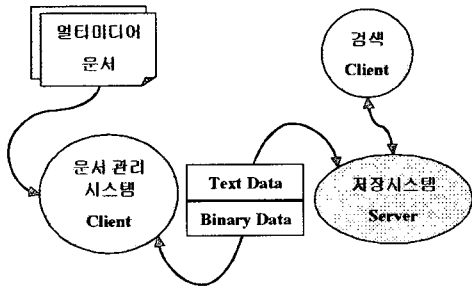 멀티미디어
문서
검색
Client
문서 관리
시스템
Client
Text Data
Binary Data
저장시스템
Server